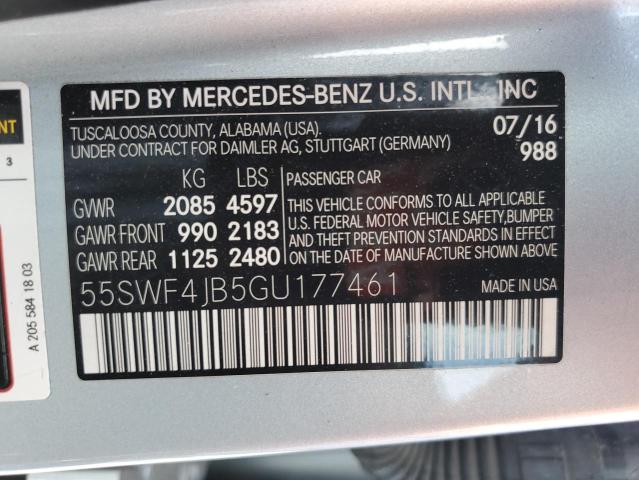 MFD BY MERCEDES-BENZ U.S. INTL., INC
TUSCALOOSA COUNTY, ALABAMA (USA). 07/16
UNDER CONTRACT FOR DAIMLER AG, STUTTGART (GERMANY) 988
KG LBS
GVWR 2085 4597
GAWR FRONT 990 2183
GAWR REAR 1125 2480
PASSENGER CAR
THIS VEHICLE CONFORMS TO ALL APPLICABLE
U.S. FEDERAL MOTOR VEHICLE SAFETY,BUMPER
AND THEFT PREVENTION STANDARDS IN EFFECT
ON THE DATE OF MANUFACTURE SHOWN ABOVE.
55SWF4JB5GU177461
3
A 205 584 18 03